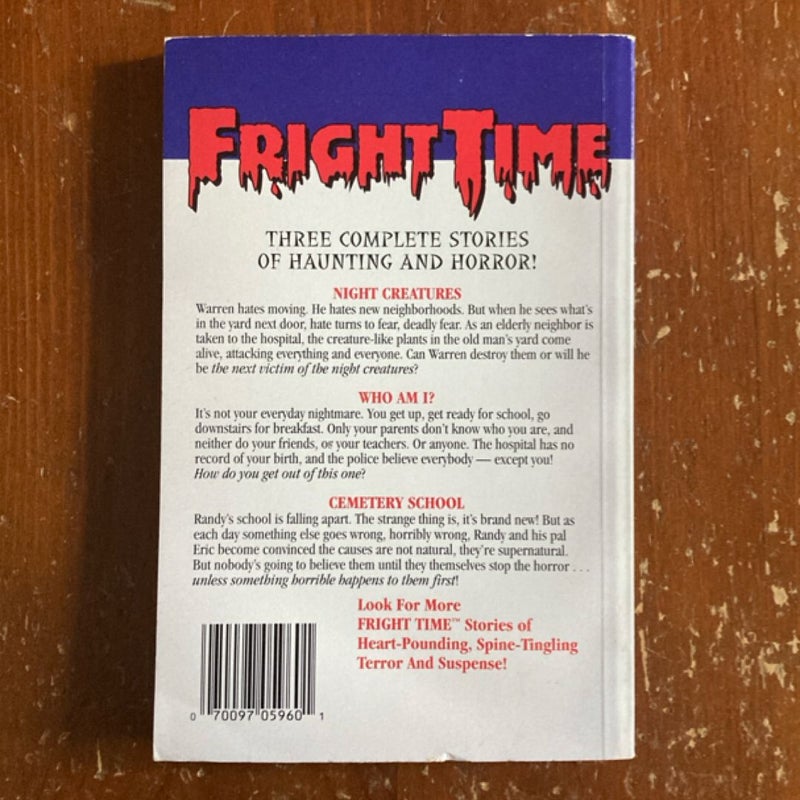 FRIGHT TIME
THREE COMPLETE STORIES
OF HAUNTING AND HORROR!
NIGHT CREATURES
Warren hates moving. He hates new neighborhoods. But when he sees what's
in the yard next door, hate turns to fear, deadly fear. As an elderly neighbor is
taken to the hospital, the creature-like plants in the old man's yard come
alive, attacking everything and everyone. Can Warren destroy them or will he
be the next victim of the night creatures?
WHO AM I?
It's not your everyday nightmare. You get up, get ready for school, go
downstairs for breakfast. Only your parents don't know who you are, and
neither do your friends, or your teachers. Or anyone. The hospital has no
record of your birth, and the police believe everybody — except you!
How do you get out of this one?
CEMETERY SCHOOL
Randy's school is falling apart. The strange thing is, it's brand new! But as
each day something else goes wrong, horribly wrong, Randy and his pal
Eric become convinced the causes are not natural, they're supernatural.
But nobody's going to believe them until they themselves stop the horror . . .
unless something horrible happens to them first!
Look For More
FRIGHT TIME™ Stories of
Heart-Pounding, Spine-Tingling
Terror And Suspense!
0 70097 05960 1